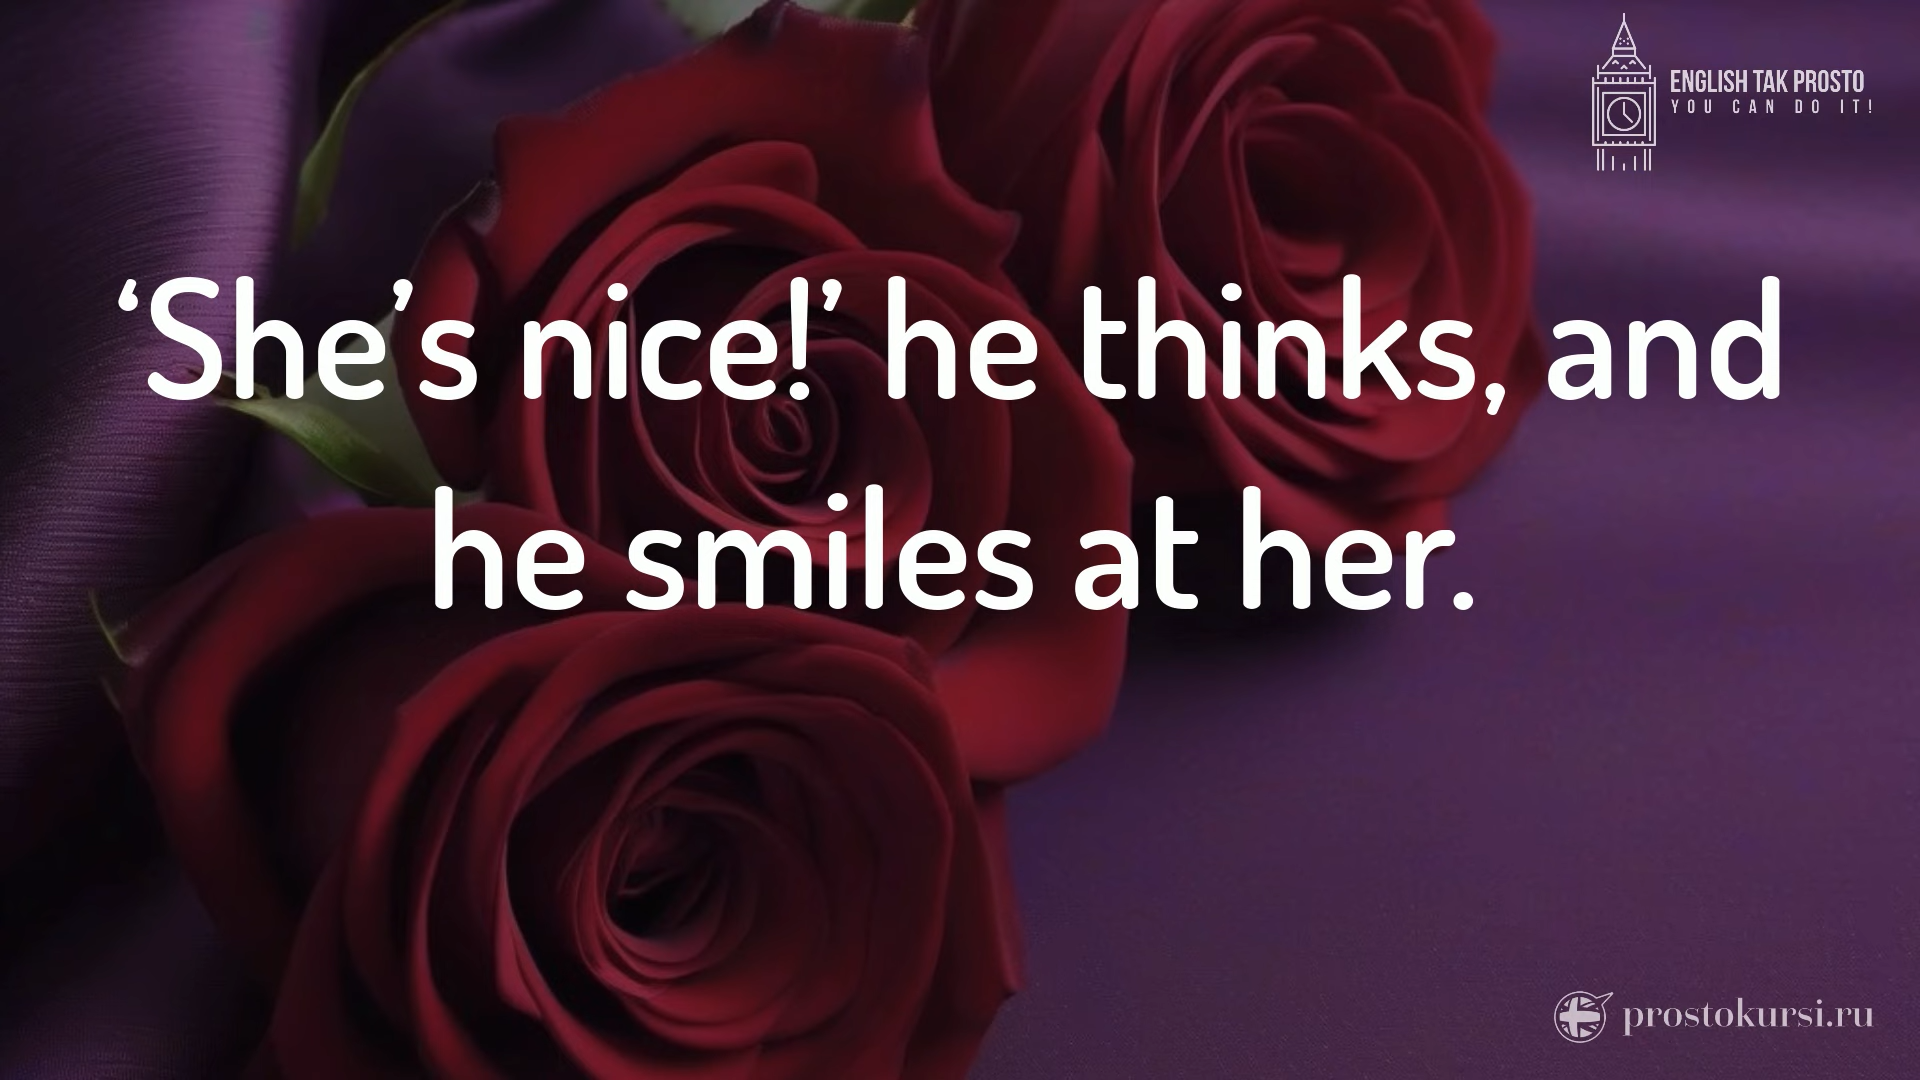 ENGLISH TAK PROSTO
YOU CAN DO IT!
‘She’s nice!’ he thinks, and
he smiles at her.
prostokursi.ru